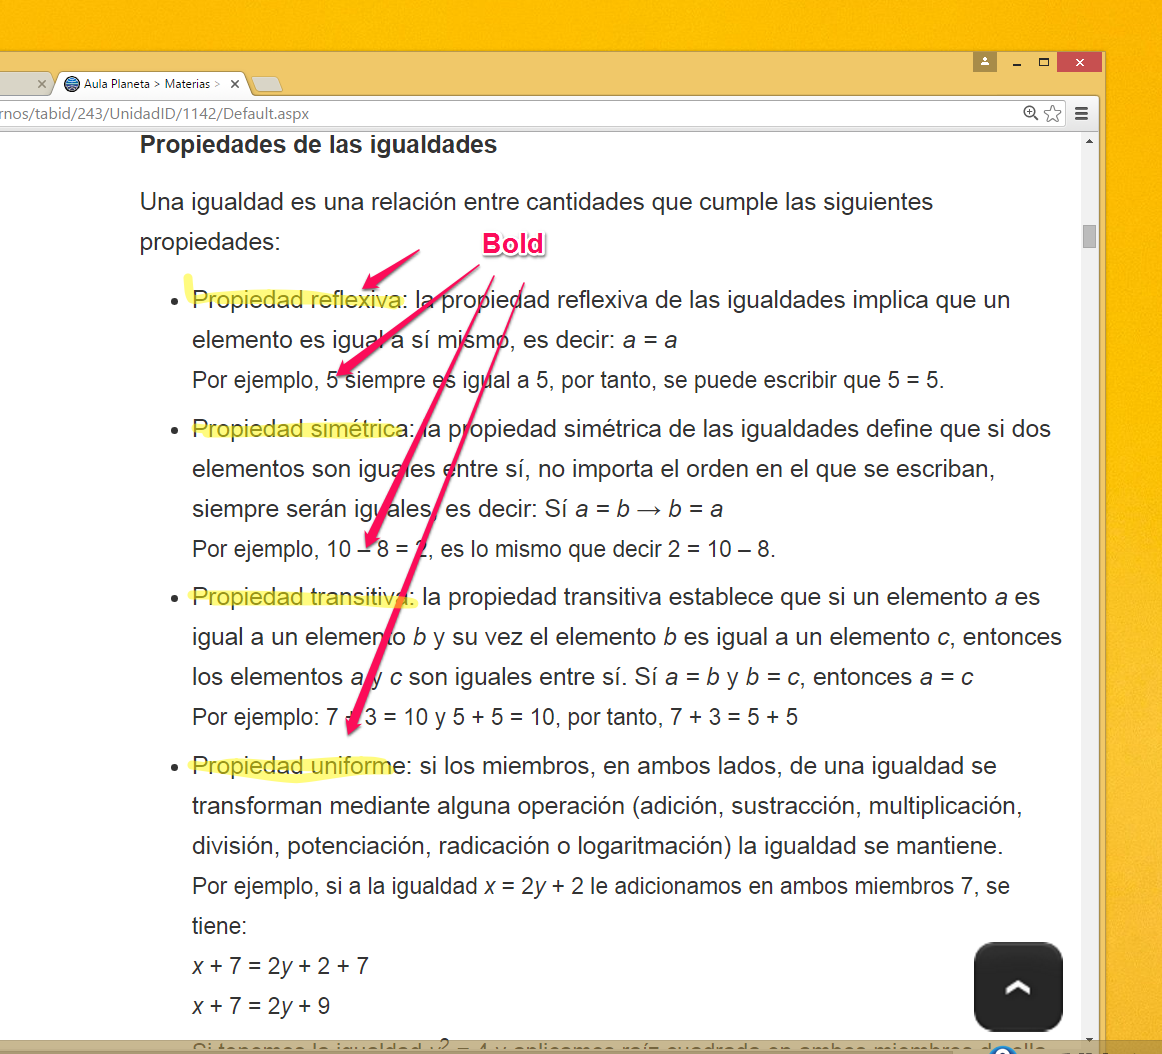 Aula Planeta > Materias >
rnos/tabid/243/UnidadID/1142/Default.aspx
Propiedades de las igualdades
Una igualdad es una relación entre cantidades que cumple las siguientes
propiedades:
Bold
• Propiedad reflexiva: la propiedad reflexiva de las igualdades implica que un
elemento es igual a sí mismo, es decir: a = a
Por ejemplo, 5 siempre es igual a 5, por tanto, se puede escribir que 5 = 5.
• Propiedad simétrica: la propiedad simétrica de las igualdades define que si dos
elementos son iguales entre sí, no importa el orden en el que se escriban,
siempre serán iguales, es decir: Sí a = b → b = a
Por ejemplo, 10 – 8 = 2, es lo mismo que decir 2 = 10 – 8.
• Propiedad transitiva: la propiedad transitiva establece que si un elemento a es
igual a un elemento b y su vez el elemento b es igual a un elemento c, entonces
los elementos a y c son iguales entre sí. Sí a = b y b = c, entonces a = c
Por ejemplo: 7 + 3 = 10 y 5 + 5 = 10, por tanto, 7 + 3 = 5 + 5
• Propiedad uniforme: si los miembros, en ambos lados, de una igualdad se
transforman mediante alguna operación (adición, sustracción, multiplicación,
división, potenciación, radicación o logaritmación) la igualdad se mantiene.
Por ejemplo, si a la igualdad x = 2y + 2 le adicionamos en ambos miembros 7, se
tiene:
x + 7 = 2y + 2 + 7
x + 7 = 2y + 9